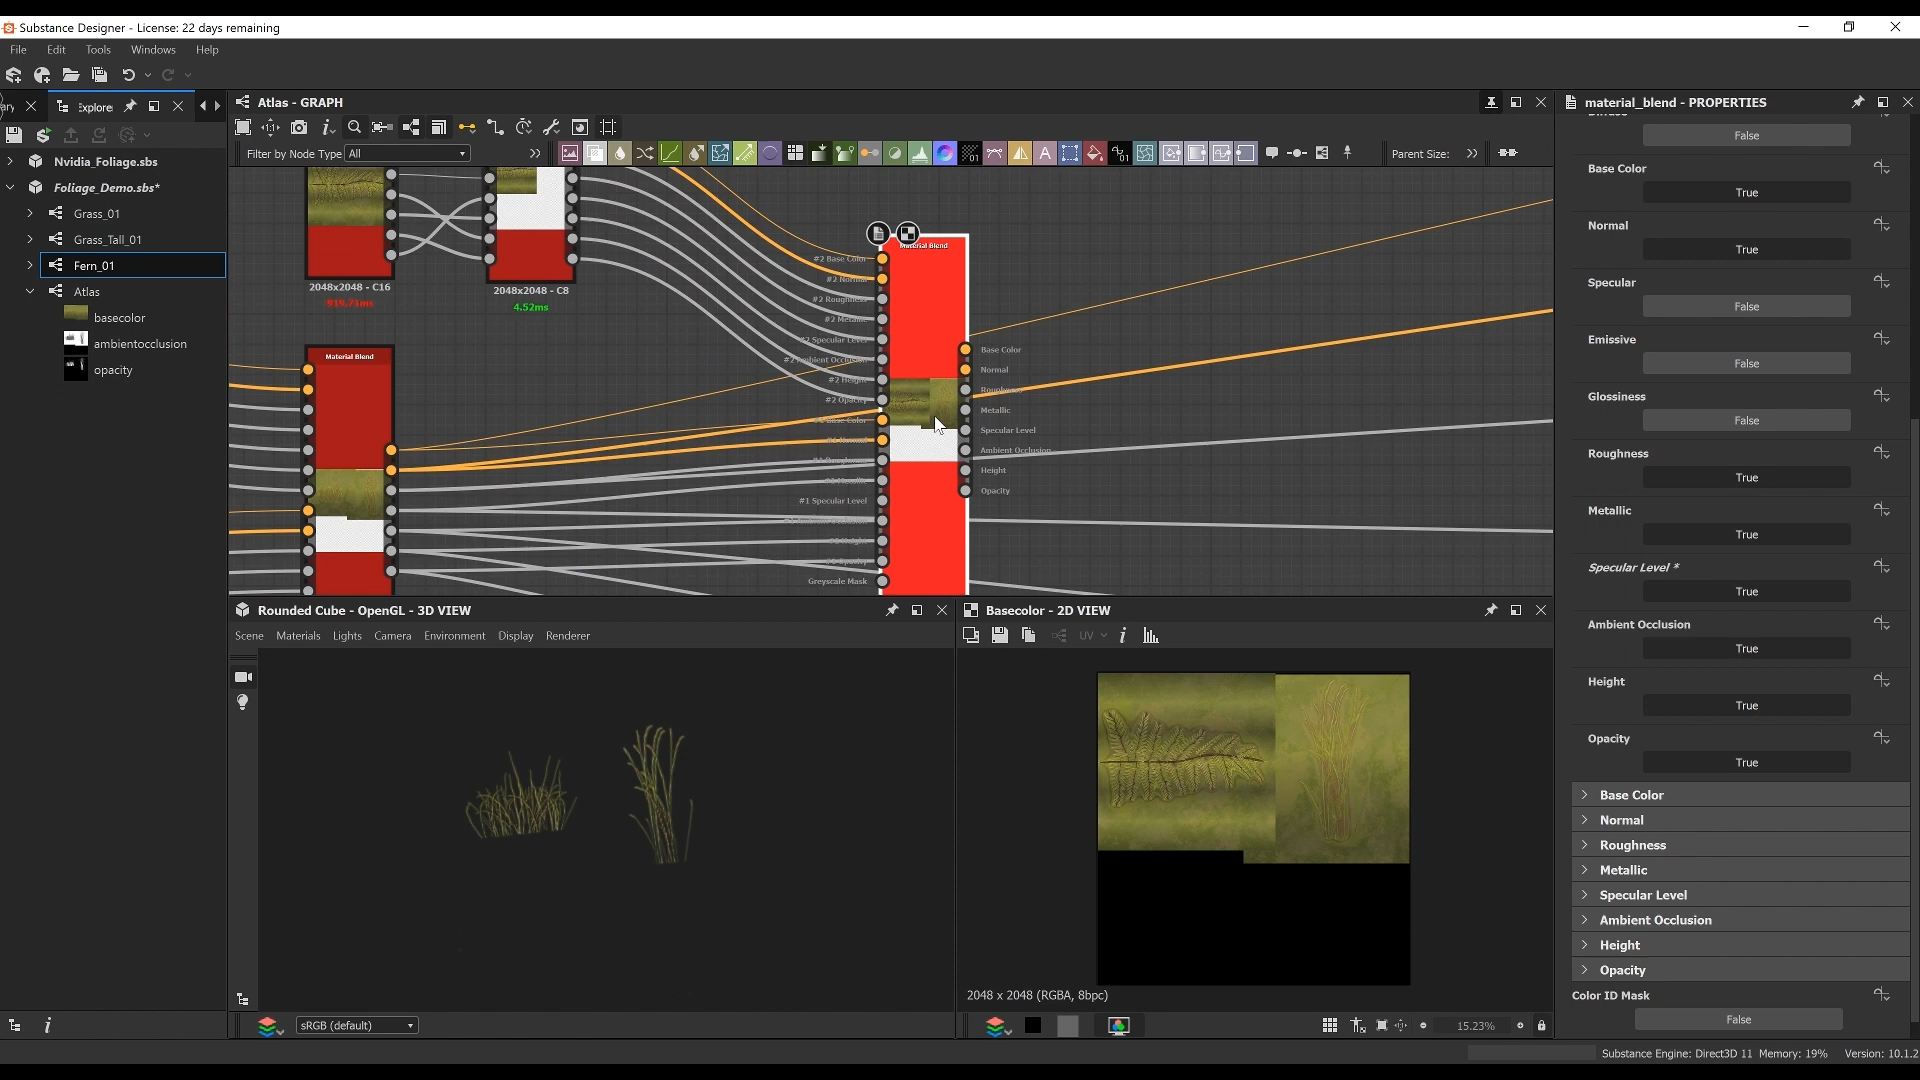 Substance Designer - License: 22 days remaining
File Edit Tools Windows Help
Explore
Atlas - GRAPH
material_blend - PROPERTIES
Filter by Node Type All
Parent Size:
Nvidia_Foliage.sbs
Foliage_Demo.sbs*
Grass_01
Grass_Tall_01
Fern_01
Atlas
basecolor
ambientocclusion
opacity
2048x2048 - C16
2048x2048 - C8
4.52ms
Material Blend
Material Blend
#2 Base Color
#2 Normal
#2 Roughness
#2 Metallic
#2 Specular Level
#2 Ambient Occlusion
#2 Height
#2 Opacity
#1 Specular Level
Greyscale Mask
Base Color
Normal
Roughness
Metallic
Specular Level
Ambient Occlusion
Height
Opacity
Rounded Cube - OpenGL - 3D VIEW
Scene Materials Lights Camera Environment Display Renderer
sRGB (default)
Basecolor - 2D VIEW
UV
2048 x 2048 (RGBA, 8bpc)
15.23%
False
Base Color
True
Normal
True
Specular
False
Emissive
False
Glossiness
False
Roughness
True
Metallic
True
Specular Level *
True
Ambient Occlusion
True
Height
True
Opacity
True
Base Color
Normal
Roughness
Metallic
Specular Level
Ambient Occlusion
Height
Opacity
Color ID Mask
False
Substance Engine: Direct3D 11 Memory: 19% Version: 10.1.2